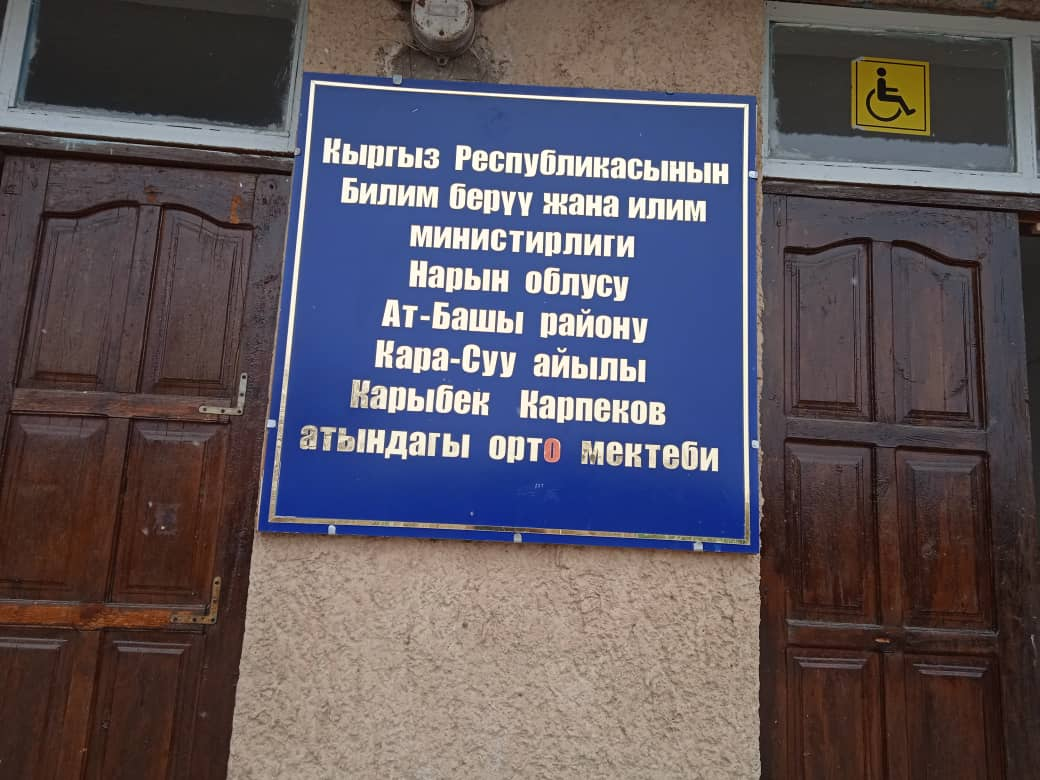 Кыргыз Республикасынын
Билим берүү жана илим
министирлиги
Нарын облусу
Ат-Башы району
Кара-Суу айылы
Карыбек Карпеков
атындагы орто мектеби